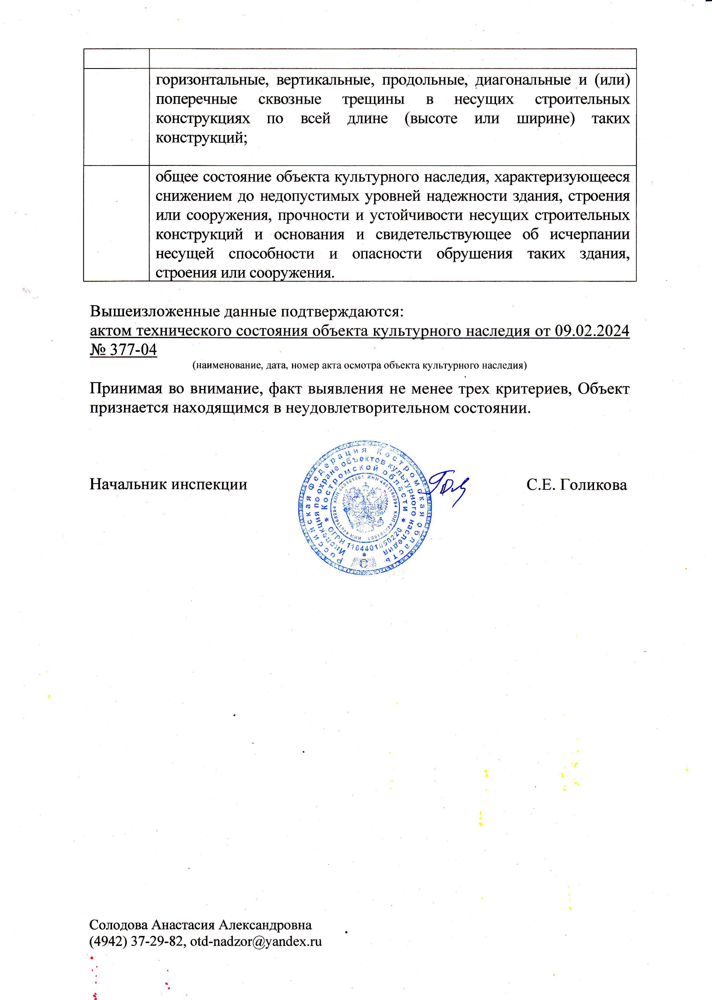 горизонтальные, вертикальные, продольные, диагональные и (или)
поперечные сквозные трещины в несущих строительных
конструкциях по всей длине (высоте или ширине) таких
конструкций;
общее состояние объекта культурного наследия, характеризующееся
снижением до недопустимых уровней надежности здания, строения
или сооружения, прочности и устойчивости несущих строительных
конструкций и основания и свидетельствующее об исчерпании
несущей способности и опасности обрушения таких здания,
строения или сооружения.
Вышеизложенные данные подтверждаются:
актом технического состояния объекта культурного наследия от 09.02.2024
№ 377-04
(наименование, дата, номер акта осмотра объекта культурного наследия)
Принимая во внимание, факт выявления не менее трех критериев, Объект
признается находящимся в неудовлетворительном состоянии.
Начальник инспекции
Российская Федерация Костромская область
Инспекция по охране объектов культурного наследия
* Костромской области *
ОГРН 1164401050220
ИНН 4401168294 КПП 440101001 ИНН 4401168294 КПП 440101001
С
С.Е. Голикова
Солодова Анастасия Александровна
(4942) 37-29-82, otd-nadzor@yandex.ru